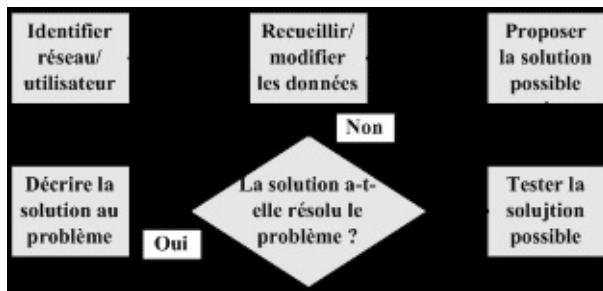 Identifier
réseau/
utilisateur
Recueillir/
modifier
les données
Proposer
la solution
possible
Non
Décrire la
solution au
problème
Oui
La solution a-t-
elle résolu le
problème ?
Tester la
solujtion
possible